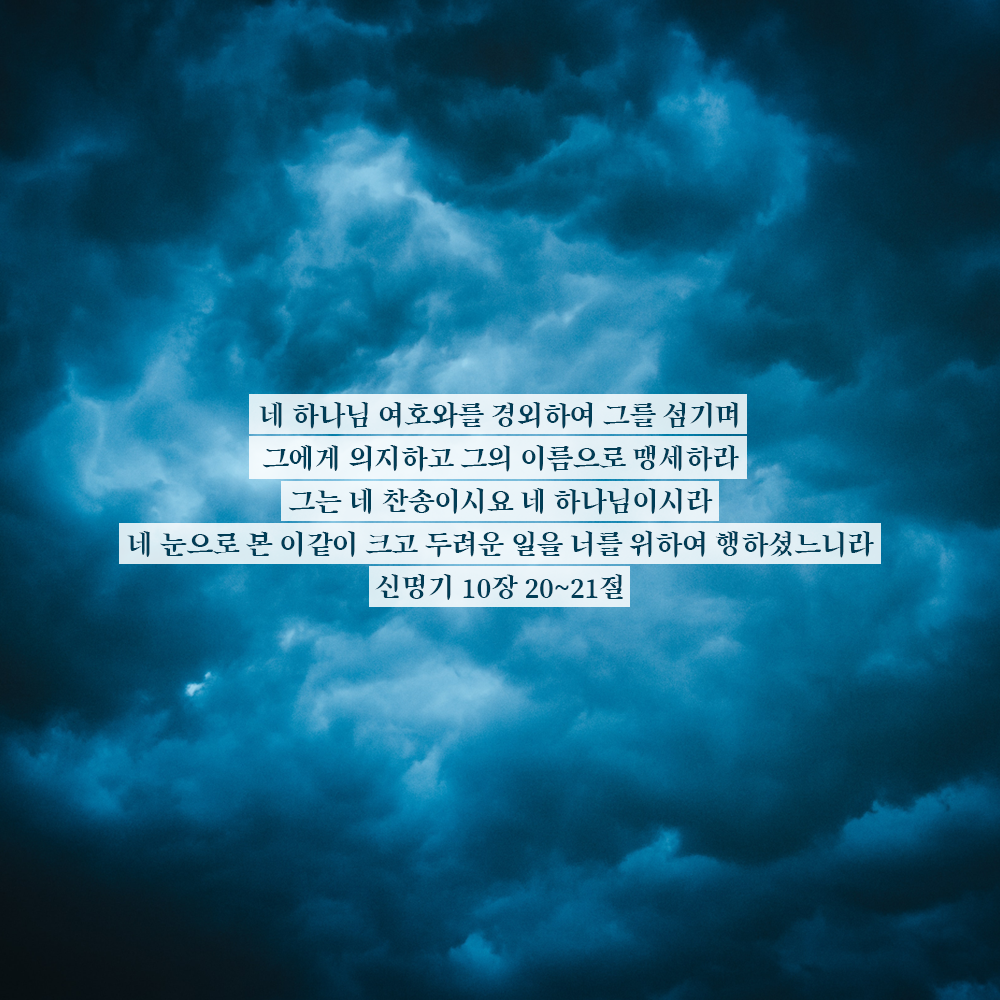 네 하나님 여호와를 경외하여 그를 섬기며
그에게 의지하고 그의 이름으로 맹세하라
그는 네 찬송이시요 네 하나님이시라
네 눈으로 본 이같이 크고 두려운 일을 너를 위하여 행하셨느니라
신명기 10장 20~21절